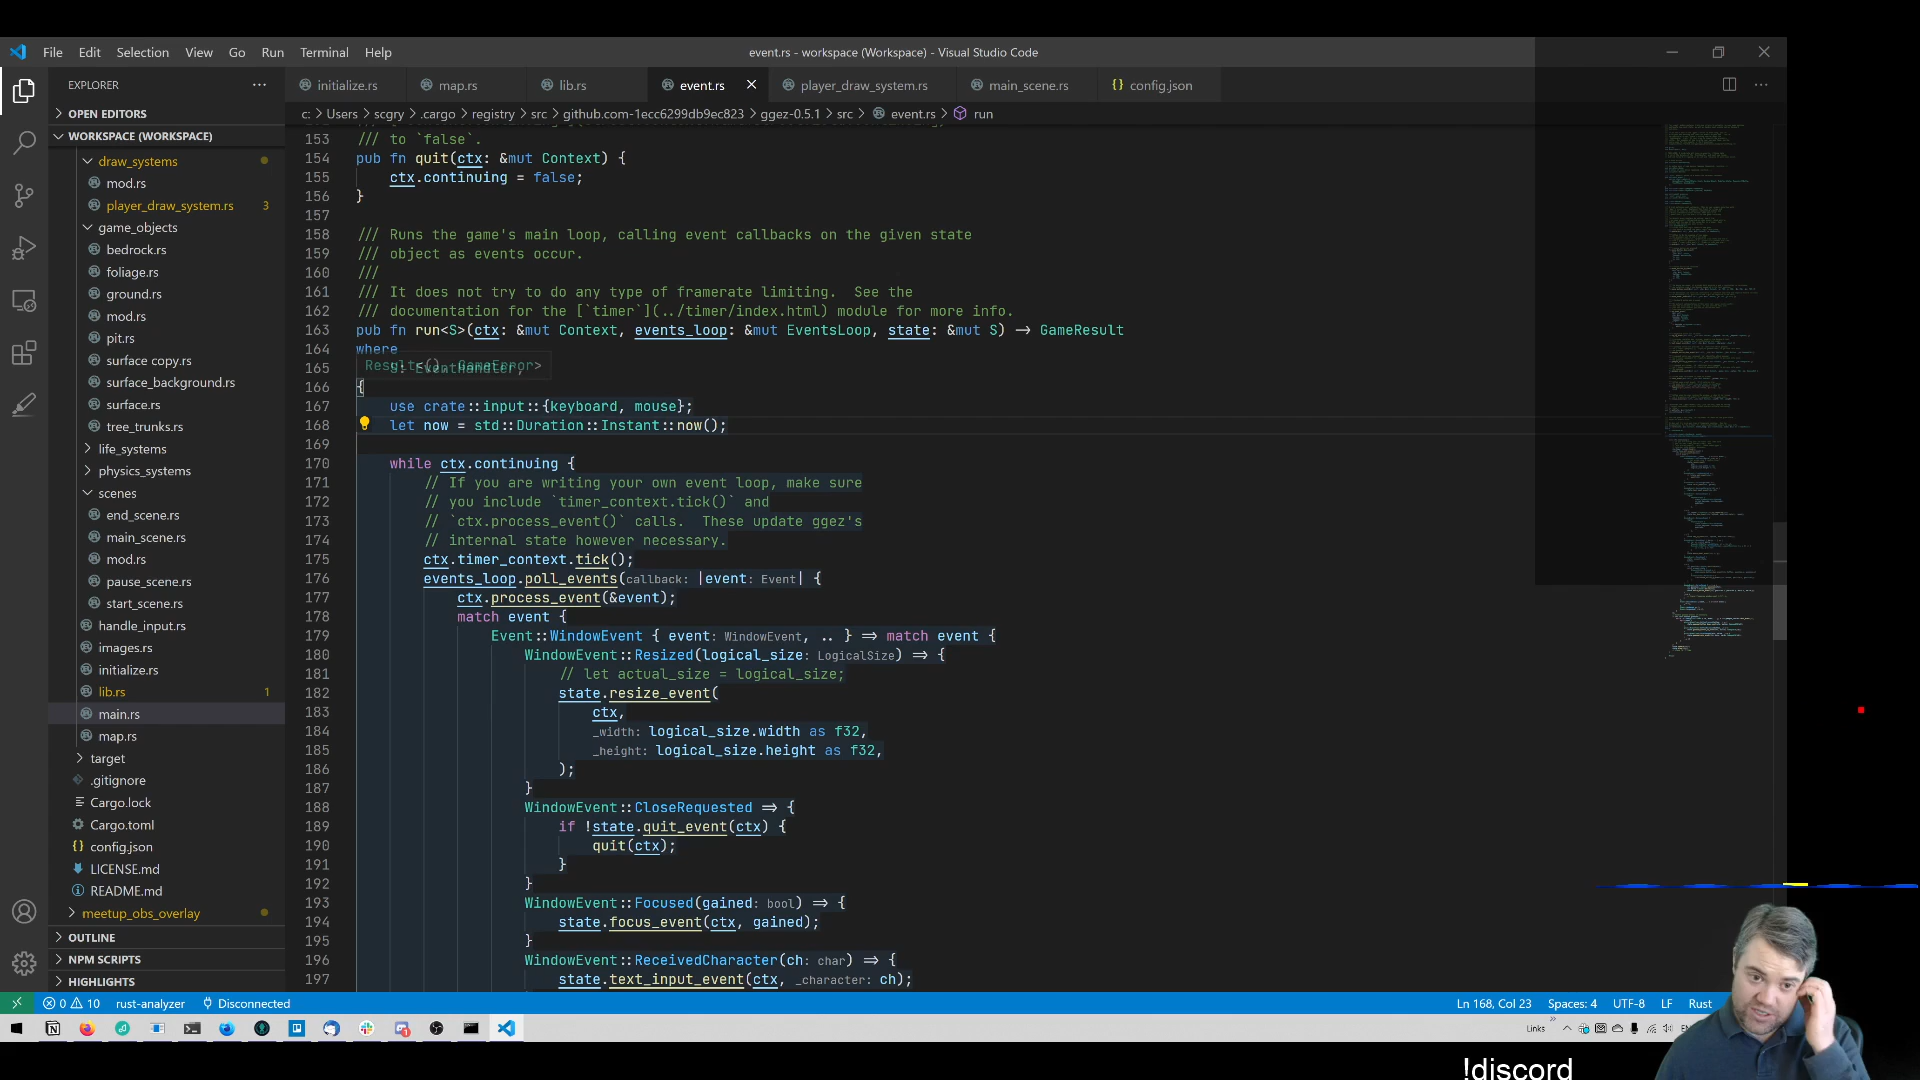 File Edit Selection View Go Run Terminal Help
event.rs - workspace (Workspace) - Visual Studio Code
EXPLORER
initialize.rs
map.rs
lib.rs
event.rs
player_draw_system.rs
main_scene.rs
{} config.json
c: > Users > scgry > .cargo > registry > src > github.com-1ecc6299db9ec823 > ggez-0.5.1 > src > event.rs > run
OPEN EDITORS
WORKSPACE (WORKSPACE)
draw_systems
mod.rs
player_draw_system.rs 3
game_objects
bedrock.rs
foliage.rs
ground.rs
mod.rs
pit.rs
surface copy.rs
surface_background.rs
surface.rs
tree_trunks.rs
life_systems
physics_systems
scenes
end_scene.rs
main_scene.rs
mod.rs
pause_scene.rs
start_scene.rs
handle_input.rs
images.rs
initialize.rs
lib.rs 1
main.rs
map.rs
target
.gitignore
Cargo.lock
Cargo.toml
{} config.json
LICENSE.md
README.md
meetup_obs_overlay
OUTLINE
NPM SCRIPTS
HIGHLIGHTS
153 /// to `false`.
154 pub fn quit(ctx: &mut Context) {
155 ctx.continuing = false;
156 }
157
158 /// Runs the game's main loop, calling event callbacks on the given state
159 /// object as events occur.
160 ///
161 /// It does not try to do any type of framerate limiting.  See the
162 /// documentation for the [`timer`](../timer/index.html) module for more info.
163 pub fn run<S>(ctx: &mut Context, events_loop: &mut EventsLoop, state: &mut S) → GameResult
164 where
Result<(), GameError>
165 S: EventHandler,
166 {
167 use crate::input::{keyboard, mouse};
168 let now = std::Duration::Instant::now();
169
170 while ctx.continuing {
171 // If you are writing your own event loop, make sure
172 // you include `timer_context.tick()` and
173 // `ctx.process_event()` calls.  These update ggez's
174 // internal state however necessary.
175 ctx.timer_context.tick();
176 events_loop.poll_events(callback: |event: Event| {
177 ctx.process_event(&event);
178 match event {
179 Event::WindowEvent { event: WindowEvent, .. } ⇒ match event {
180 WindowEvent::Resized(logical_size: LogicalSize) ⇒ {
181 // let actual_size = logical_size;
182 state.resize_event(
183 ctx,
184 _width: logical_size.width as f32,
185 _height: logical_size.height as f32,
186 );
187 }
188 WindowEvent::CloseRequested ⇒ {
189 if !state.quit_event(ctx) {
190 quit(ctx);
191 }
192 }
193 WindowEvent::Focused(gained: bool) ⇒ {
194 state.focus_event(ctx, gained);
195 }
196 WindowEvent::ReceivedCharacter(ch: char) ⇒ {
197 state.text_input_event(ctx, _character: ch);
0 10 rust-analyzer Disconnected
Ln 168, Col 23 Spaces: 4 UTF-8 LF Rust
Links
!discord